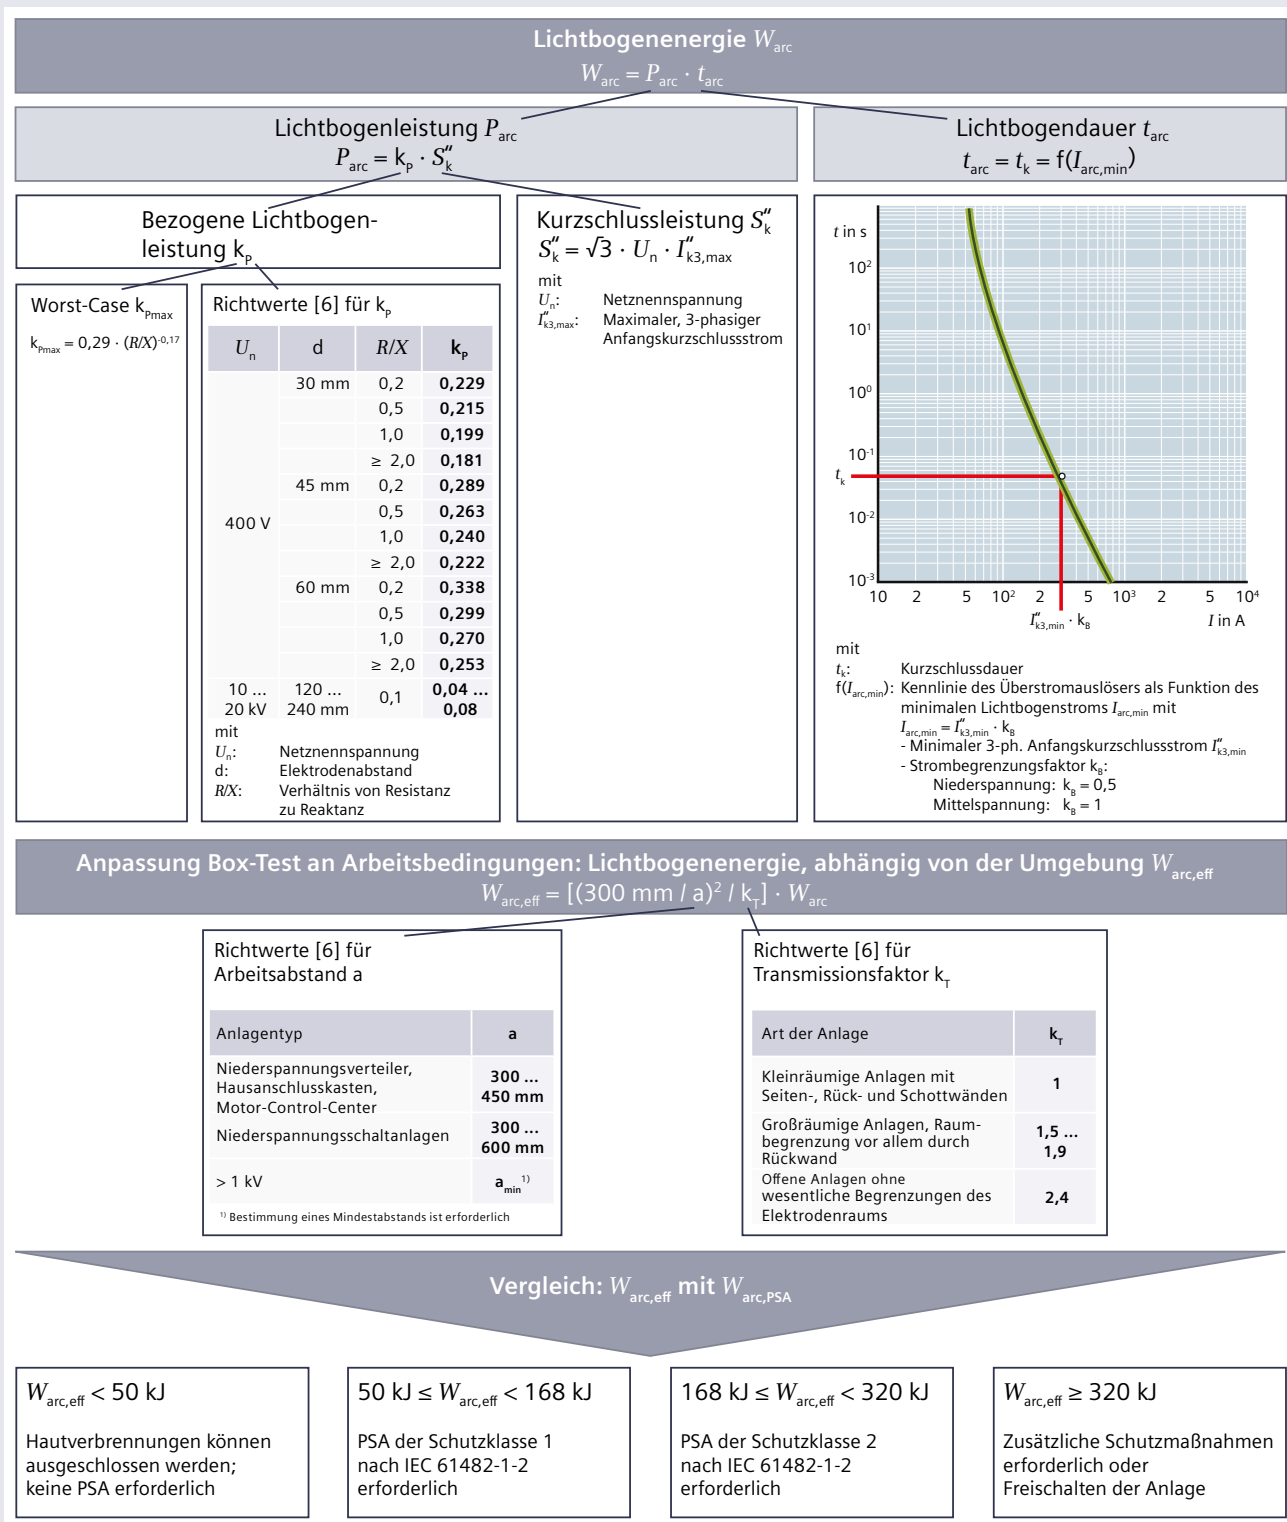 Lichtbogenenergie W_arc
W_arc = P_arc · t_arc
Lichtbogenleistung P_arc
P_arc = k_P · S″_k
Lichtbogendauer t_arc
t_arc = t_k = f(I_arc,min)
Bezogene Lichtbogen-
leistung k_P
Worst-Case k_Pmax
k_Pmax = 0,29 · (R/X)^-0,17
Richtwerte [6] für k_P
U_n d R/X k_P
400 V
30 mm 0,2 0,229
0,5 0,215
1,0 0,199
≥ 2,0 0,181
45 mm 0,2 0,289
0,5 0,263
1,0 0,240
≥ 2,0 0,222
60 mm 0,2 0,338
0,5 0,299
1,0 0,270
≥ 2,0 0,253
10 ... 120 ... 0,1 0,04 ...
20 kV 240 mm 0,08
mit
U_n: Netznennspannung
d: Elektrodenabstand
R/X: Verhältnis von Resistanz
zu Reaktanz
Kurzschlussleistung S″_k
S″_k = √3 · U_n · I″_k3,max
mit
U_n: Netznennspannung
I″_k3,max: Maximaler, 3-phasiger
Anfangskurzschlussstrom
t in s
10²
10¹
10⁰
10⁻¹
t_k
10⁻²
10⁻³
10 2 5 10² 2 5 10³ 2 5 10⁴
I″_k3,min · k_B I in A
mit
t_k: Kurzschlussdauer
f(I_arc,min): Kennlinie des Überstromauslösers als Funktion des
minimalen Lichtbogenstroms I_arc,min mit
I_arc,min = I″_k3,min · k_B
- Minimaler 3-ph. Anfangskurzschlussstrom I″_k3,min
- Strombegrenzungsfaktor k_B:
Niederspannung: k_B = 0,5
Mittelspannung: k_B = 1
Anpassung Box-Test an Arbeitsbedingungen: Lichtbogenenergie, abhängig von der Umgebung W_arc,eff
W_arc,eff = [(300 mm / a)² / k_T] · W_arc
Richtwerte [6] für
Arbeitsabstand a
Anlagentyp a
Niederspannungsverteiler,
Hausanschlusskasten,
Motor-Control-Center
300 ...
450 mm
Niederspannungsschaltanlagen
300 ...
600 mm
> 1 kV a_min ¹⁾
¹⁾ Bestimmung eines Mindestabstands ist erforderlich
Richtwerte [6] für
Transmissionsfaktor k_T
Art der Anlage k_T
Kleinräumige Anlagen mit
Seiten-, Rück- und Schottwänden
1
Großräumige Anlagen, Raum-
begrenzung vor allem durch
Rückwand
1,5 ...
1,9
Offene Anlagen ohne
wesentliche Begrenzungen des
Elektrodenraums
2,4
Vergleich: W_arc,eff mit W_arc,PSA
W_arc,eff < 50 kJ
Hautverbrennungen können
ausgeschlossen werden;
keine PSA erforderlich
50 kJ ≤ W_arc,eff < 168 kJ
PSA der Schutzklasse 1
nach IEC 61482-1-2
erforderlich
168 kJ ≤ W_arc,eff < 320 kJ
PSA der Schutzklasse 2
nach IEC 61482-1-2
erforderlich
W_arc,eff ≥ 320 kJ
Zusätzliche Schutzmaßnahmen
erforderlich oder
Freischalten der Anlage